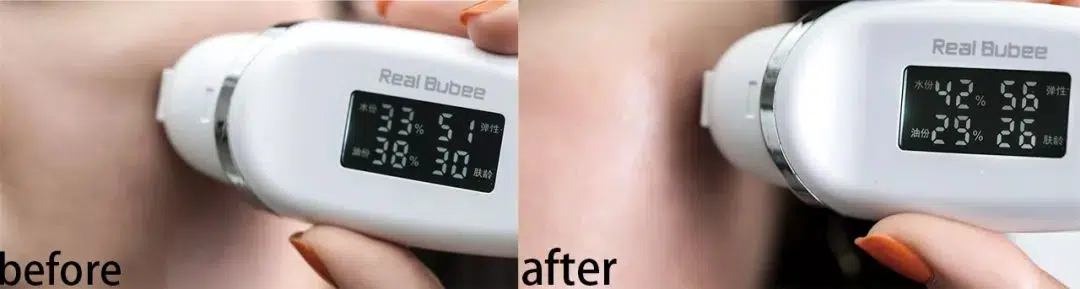 Real Bubee
水份 33% 51 弹性
油份 38% 30 肤龄
before
Real Bubee
水份 42% 56 弹性
油份 29% 26 肤龄
after